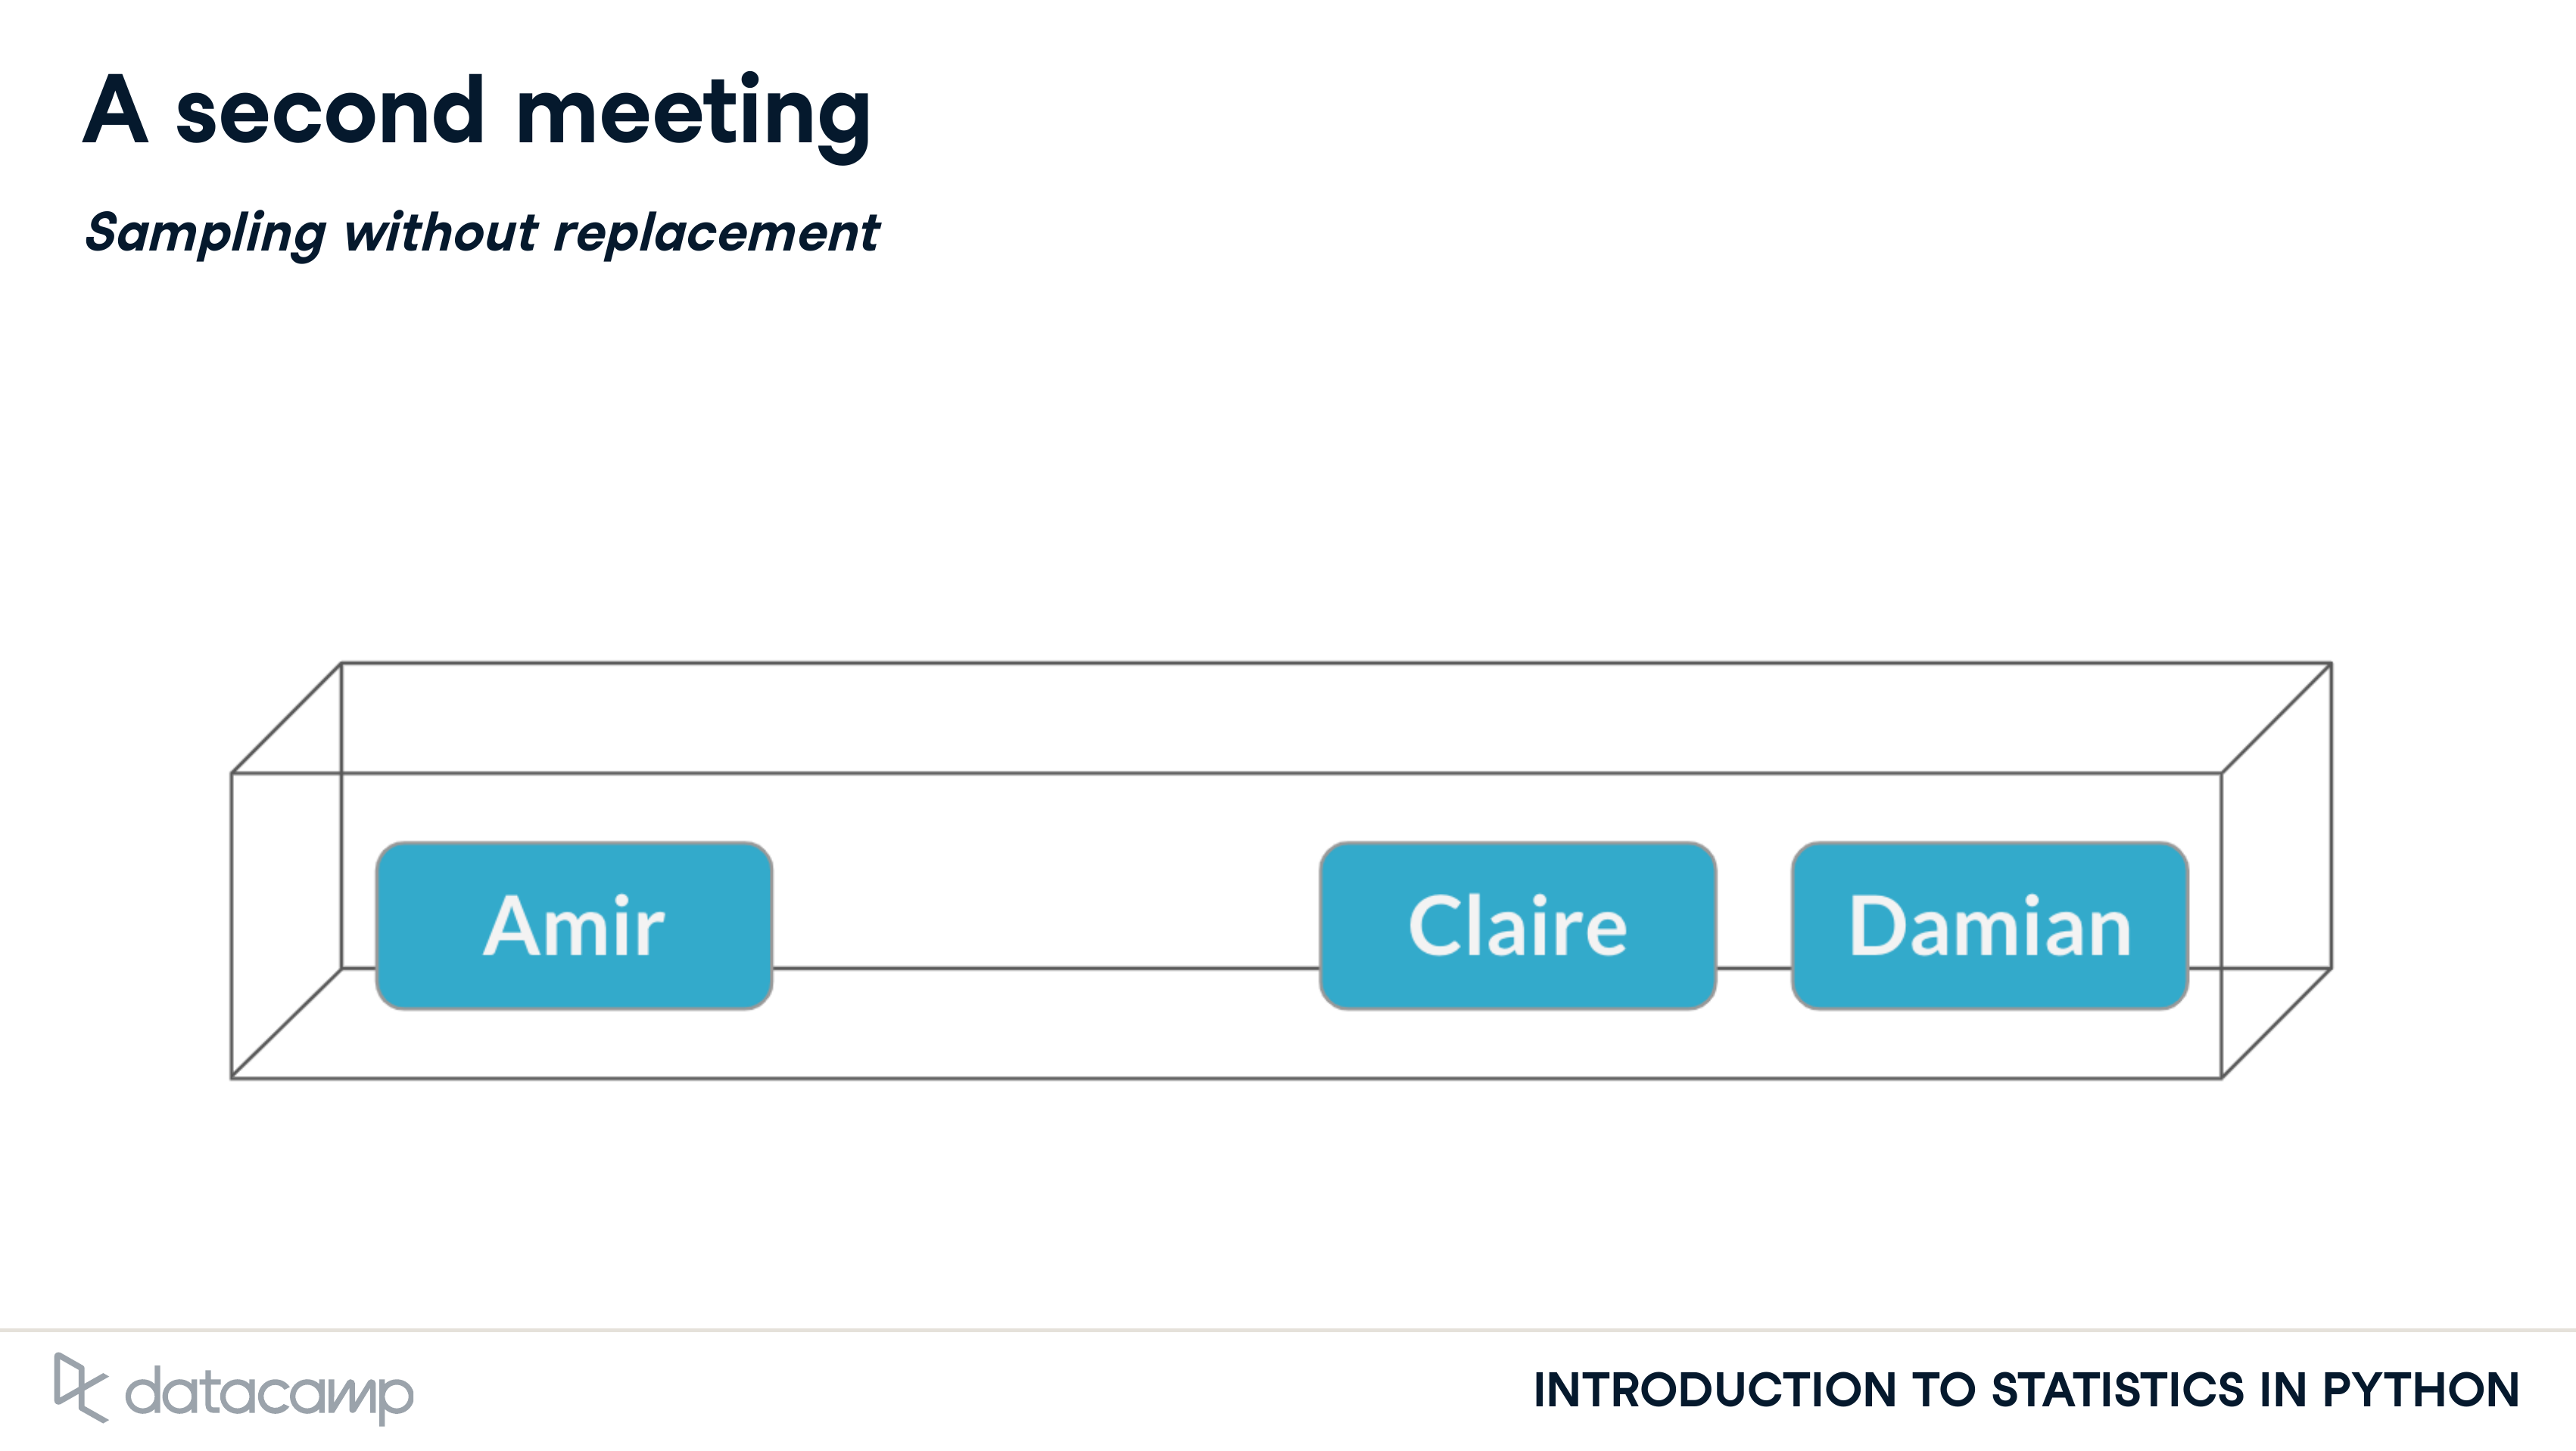 A second meeting
Sampling without replacement
Amir
Claire
Damian
datacamp
INTRODUCTION TO STATISTICS IN PYTHON